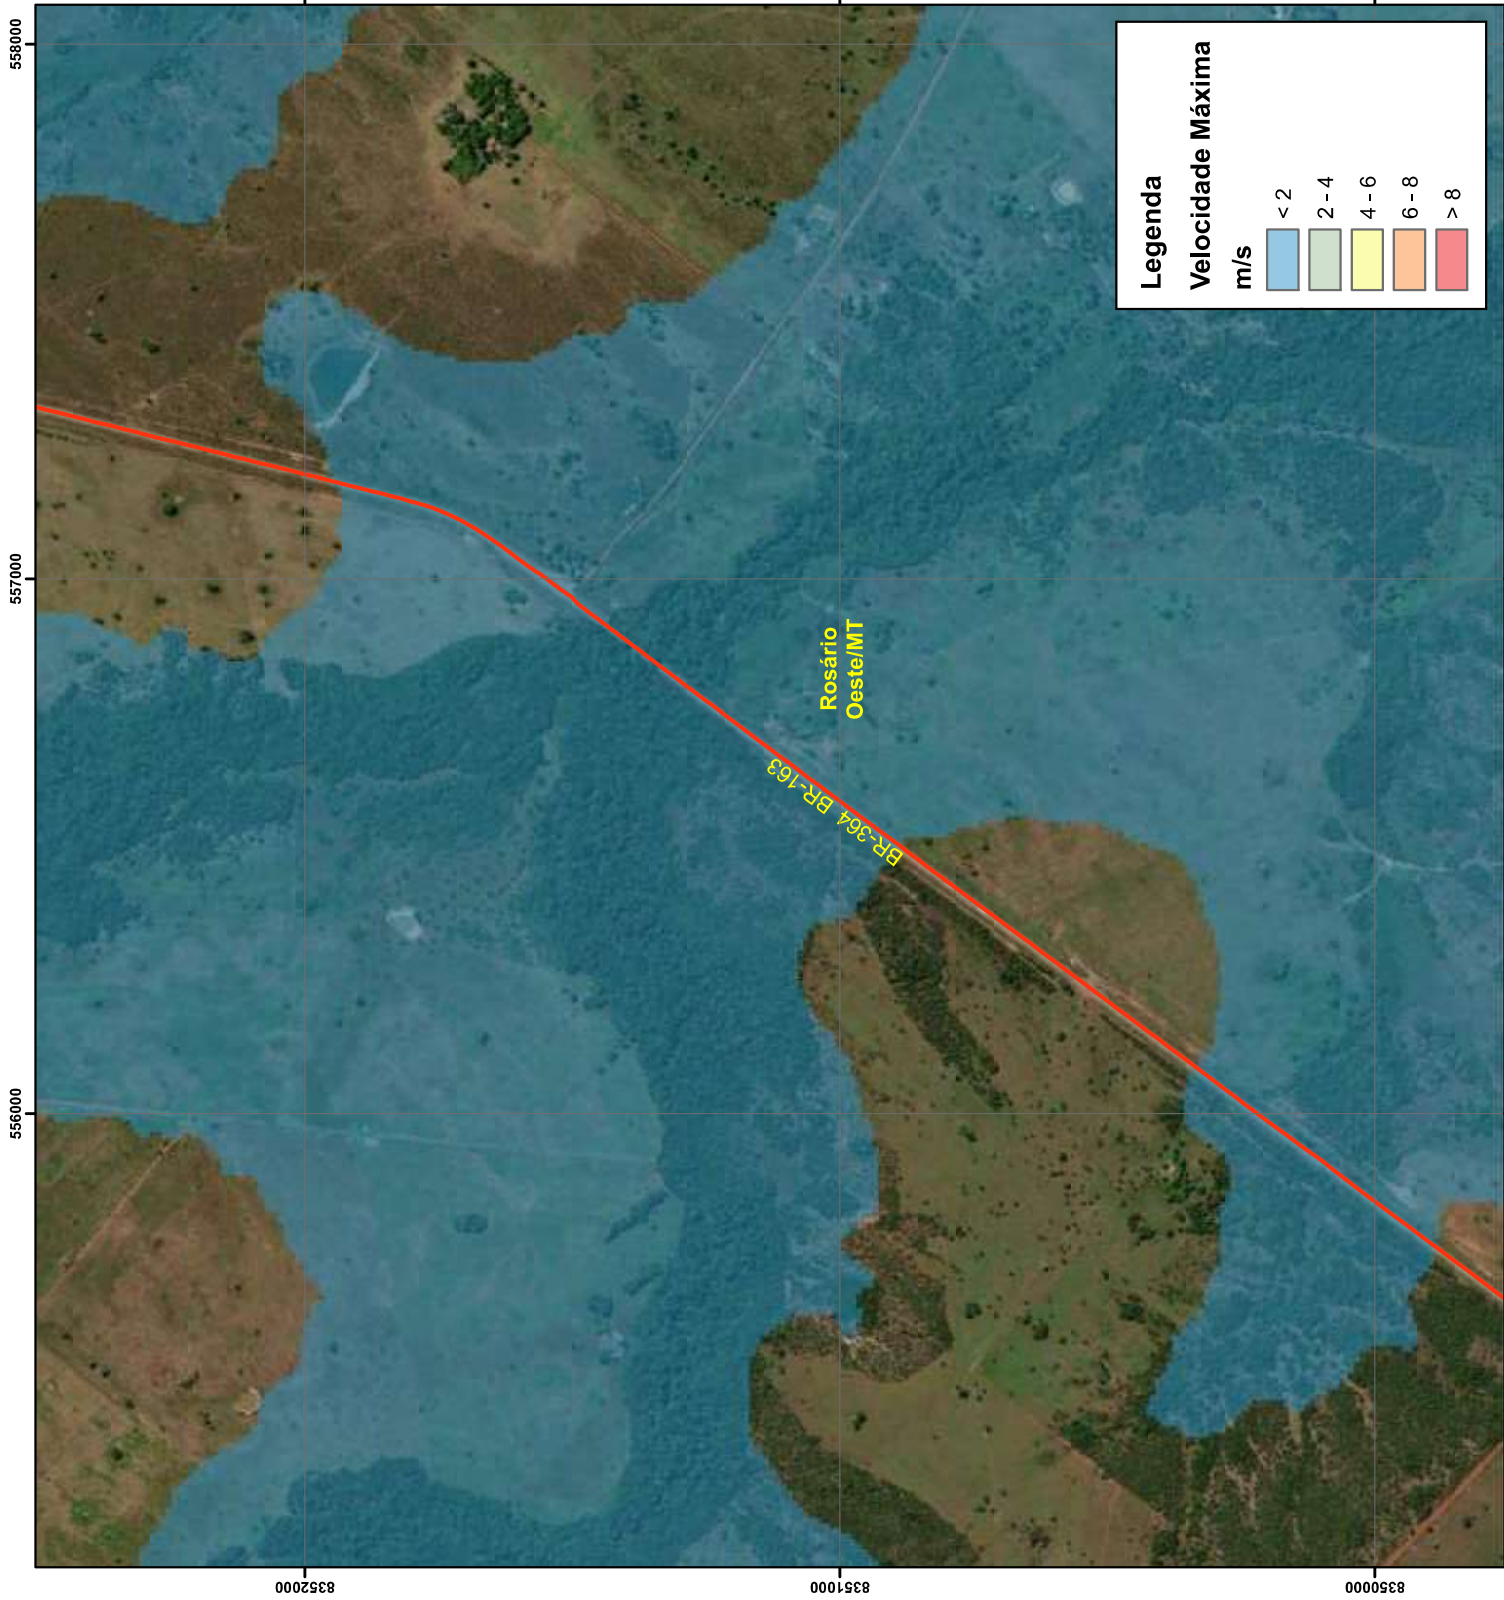 558000
557000
556000
8352000
8351000
8350000
Rosário
Oeste/MT
BR-364 BR-163
Legenda
Velocidade Máxima
m/s
< 2
2 - 4
4 - 6
6 - 8
> 8